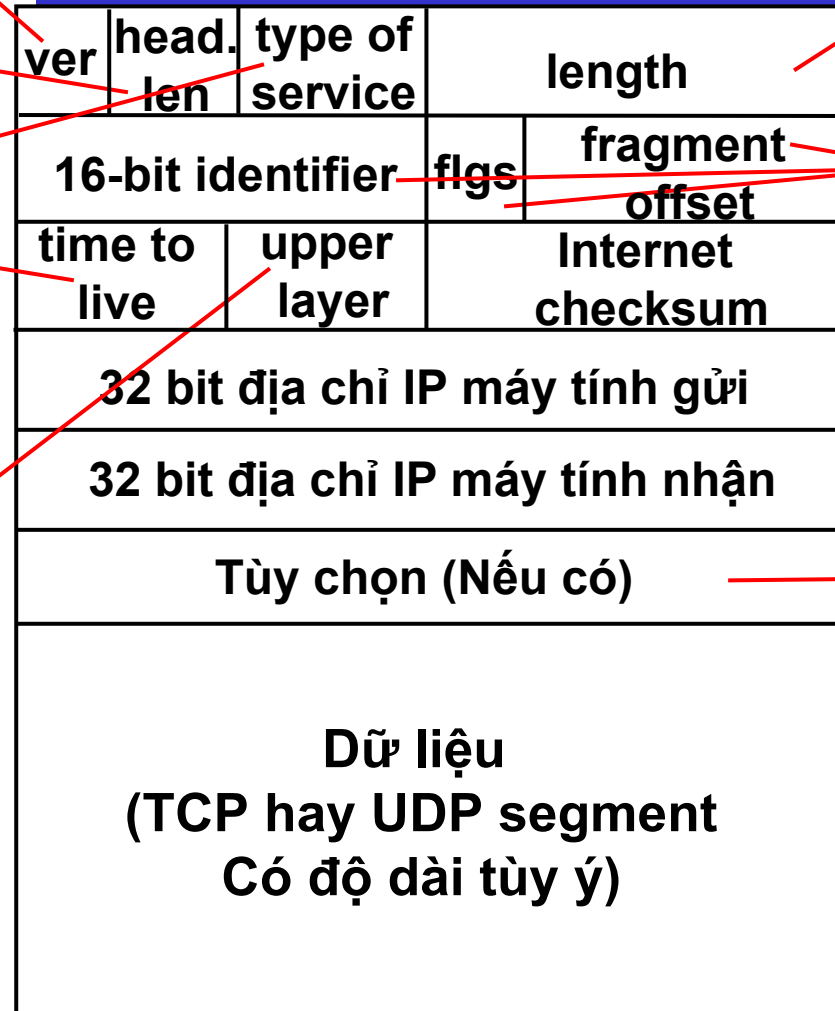 ver
head.
len
type of
service
length
16-bit identifier
flgs
fragment
offset
time to
live
upper
layer
Internet
checksum
32 bit địa chỉ IP máy tính gửi
32 bit địa chỉ IP máy tính nhận
Tùy chọn (Nếu có)
Dữ liệu
(TCP hay UDP segment
Có độ dài tùy ý)